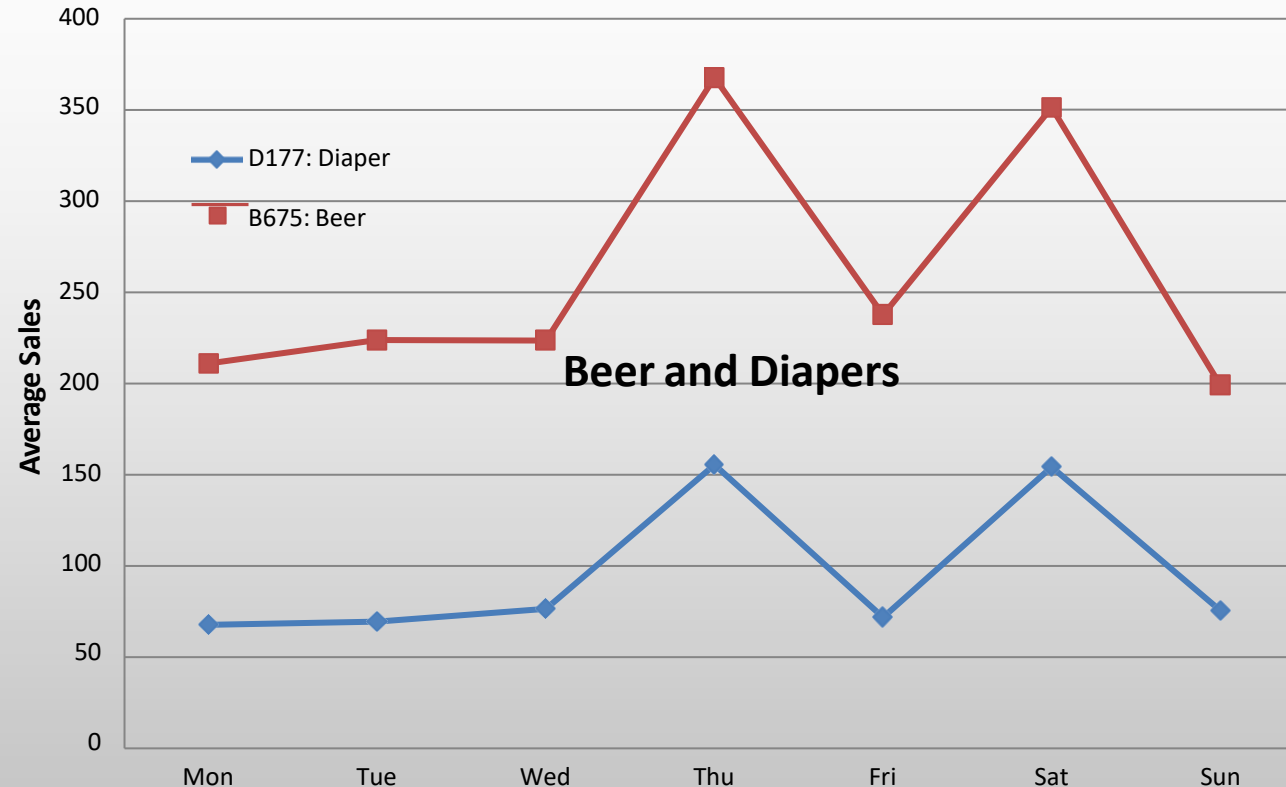 400
350
D177: Diaper
300
B675: Beer
250
Average Sales
Beer and Diapers
200
150
100
50
0
Mon Tue Wed Thu Fri Sat Sun